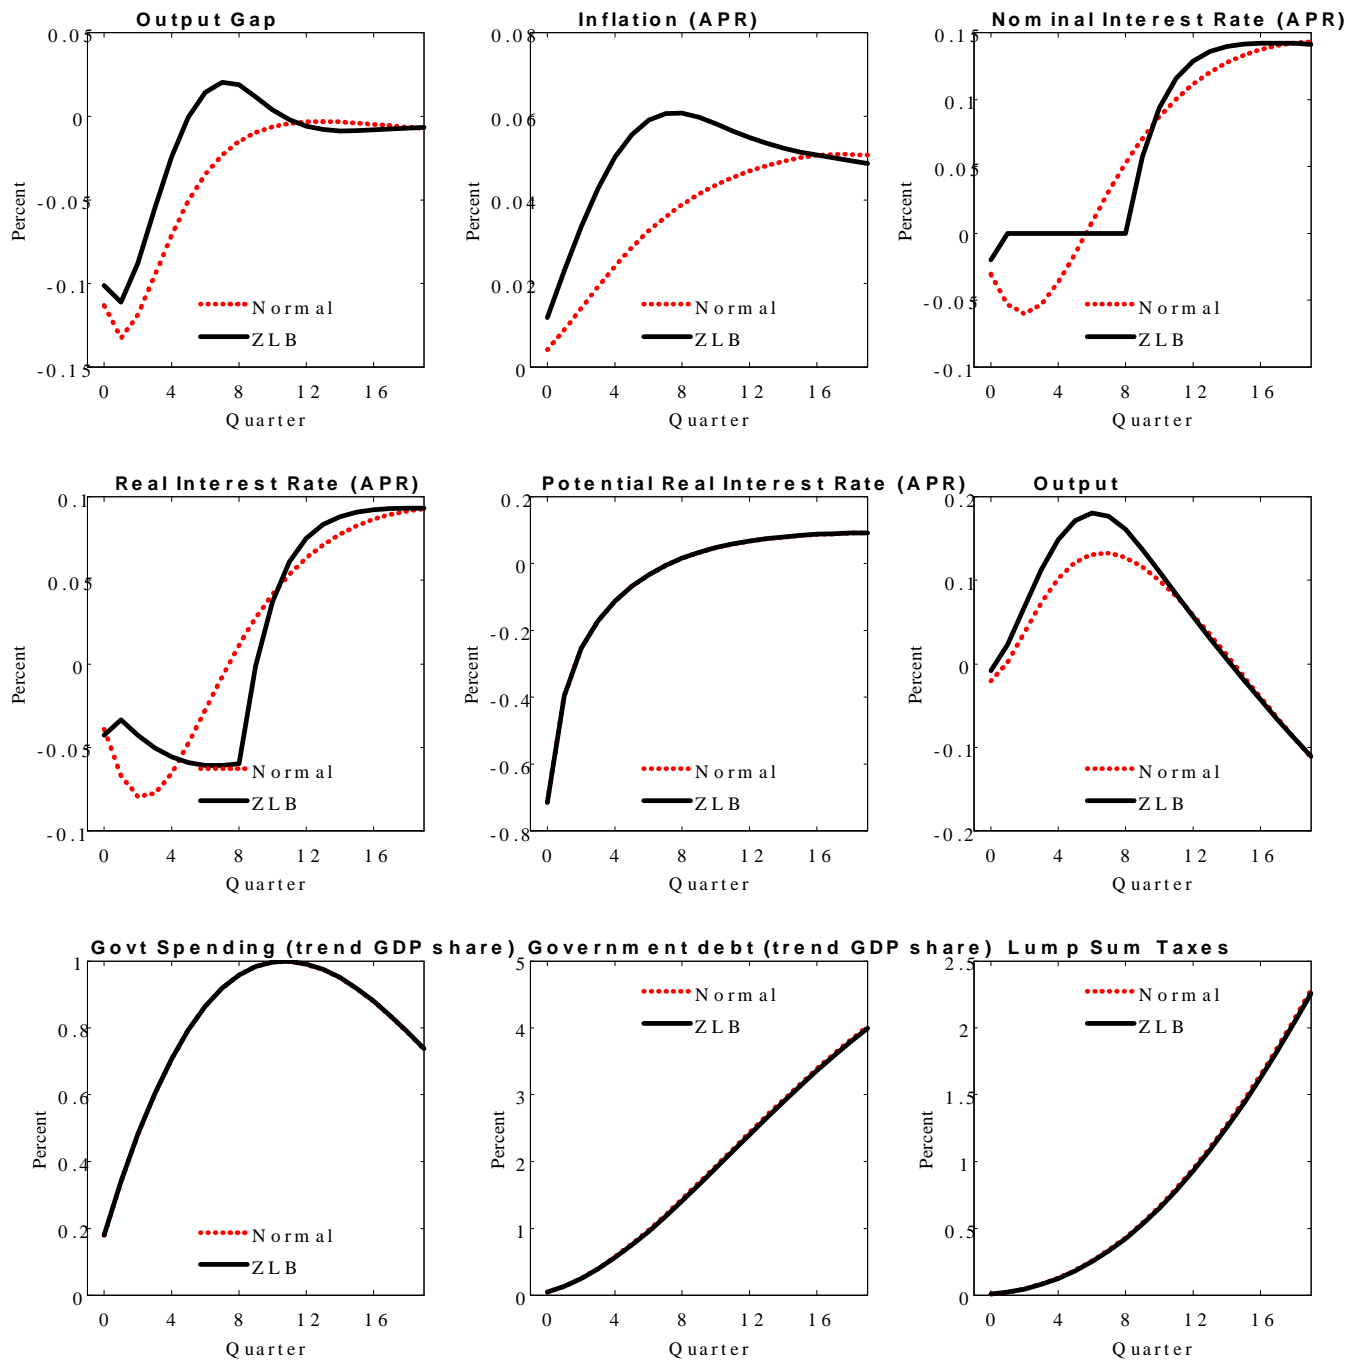 Output Gap
0.05
0
-0.05
-0.1
-0.15
Percent
Normal
ZLB
0 4 8 12 16
Quarter
Inflation (APR)
0.08
0.06
0.04
0.02
0
Percent
Normal
ZLB
0 4 8 12 16
Quarter
Nominal Interest Rate (APR)
0.15
0.1
0.05
0
-0.05
-0.1
Percent
Normal
ZLB
0 4 8 12 16
Quarter
Real Interest Rate (APR)
0.1
0.05
0
-0.05
-0.1
Percent
Normal
ZLB
0 4 8 12 16
Quarter
Potential Real Interest Rate (APR)
0.2
0
-0.2
-0.4
-0.6
-0.8
Percent
Normal
ZLB
0 4 8 12 16
Quarter
Output
0.2
0.1
0
-0.1
-0.2
Percent
Normal
ZLB
0 4 8 12 16
Quarter
Govt Spending (trend GDP share)
1
0.8
0.6
0.4
0.2
0
Percent
Normal
ZLB
0 4 8 12 16
Quarter
Government debt (trend GDP share)
5
4
3
2
1
0
Percent
Normal
ZLB
0 4 8 12 16
Quarter
Lump Sum Taxes
2.5
2
1.5
1
0.5
0
Percent
Normal
ZLB
0 4 8 12 16
Quarter